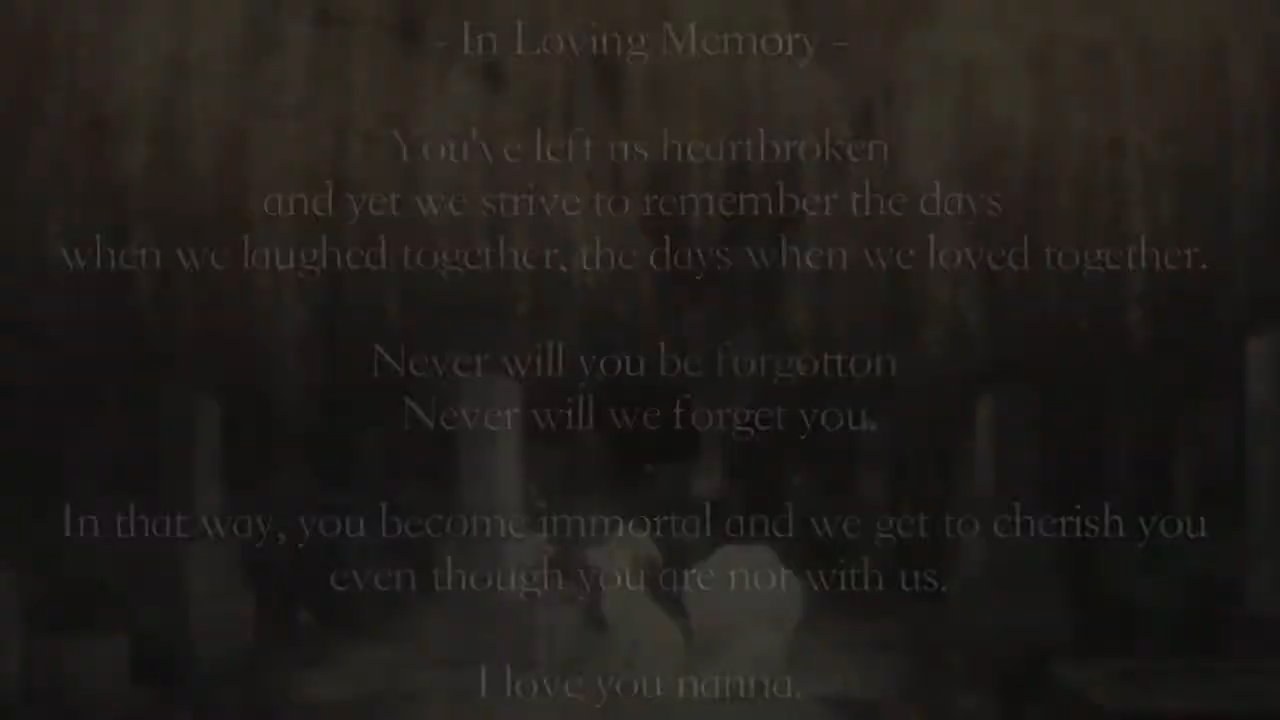 - In Loving Memory -
You've left us heartbroken
and yet we strive to remember the days
when we laughed together, the days when we loved together.
Never will you be forgotton
Never will we forget you.
In that way, you become immortal and we get to cherish you
even though you are not with us.
I love you nanna.